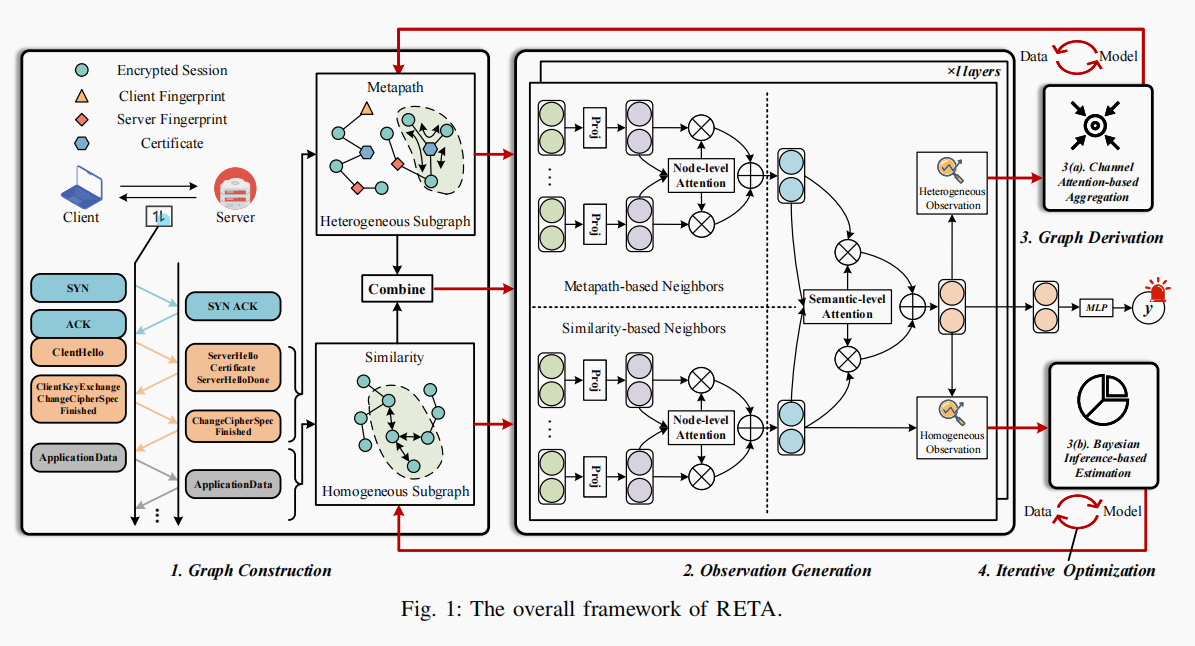 Encrypted Session
Client Fingerprint
Server Fingerprint
Certificate
Client
Server
1
SYN
SYN ACK
ACK
ClentHello
ServerHello
Certificate
ServerHelloDone
ClientKeyExchange
ChangeCipherSpec
Finished
ChangeCipherSpec
Finished
ApplicationData
ApplicationData
...
Metapath
Heterogeneous Subgraph
Combine
Similarity
Homogeneous Subgraph
1. Graph Construction
×l layers
Proj
Node-level
Attention
...
Proj
Metapath-based Neighbors
Similarity-based Neighbors
Proj
Node-level
Attention
...
Proj
Semantic-level
Attention
Heterogeneous
Observation
Homogeneous
Observation
2. Observation Generation
Data
Model
3(a). Channel
Attention-based
Aggregation
3. Graph Derivation
MLP
y
3(b). Bayesian
Inference-based
Estimation
Data
Model
4. Iterative Optimization
Fig. 1: The overall framework of RETA.